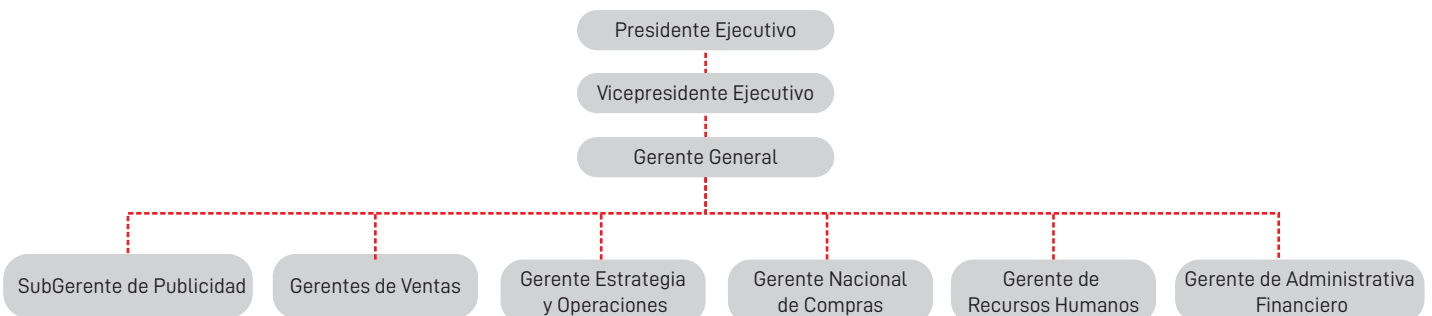 Presidente Ejecutivo
Vicepresidente Ejecutivo
Gerente General
SubGerente de Publicidad
Gerentes de Ventas
Gerente Estrategia
y Operaciones
Gerente Nacional
de Compras
Gerente de
Recursos Humanos
Gerente de Administrativa
Financiero